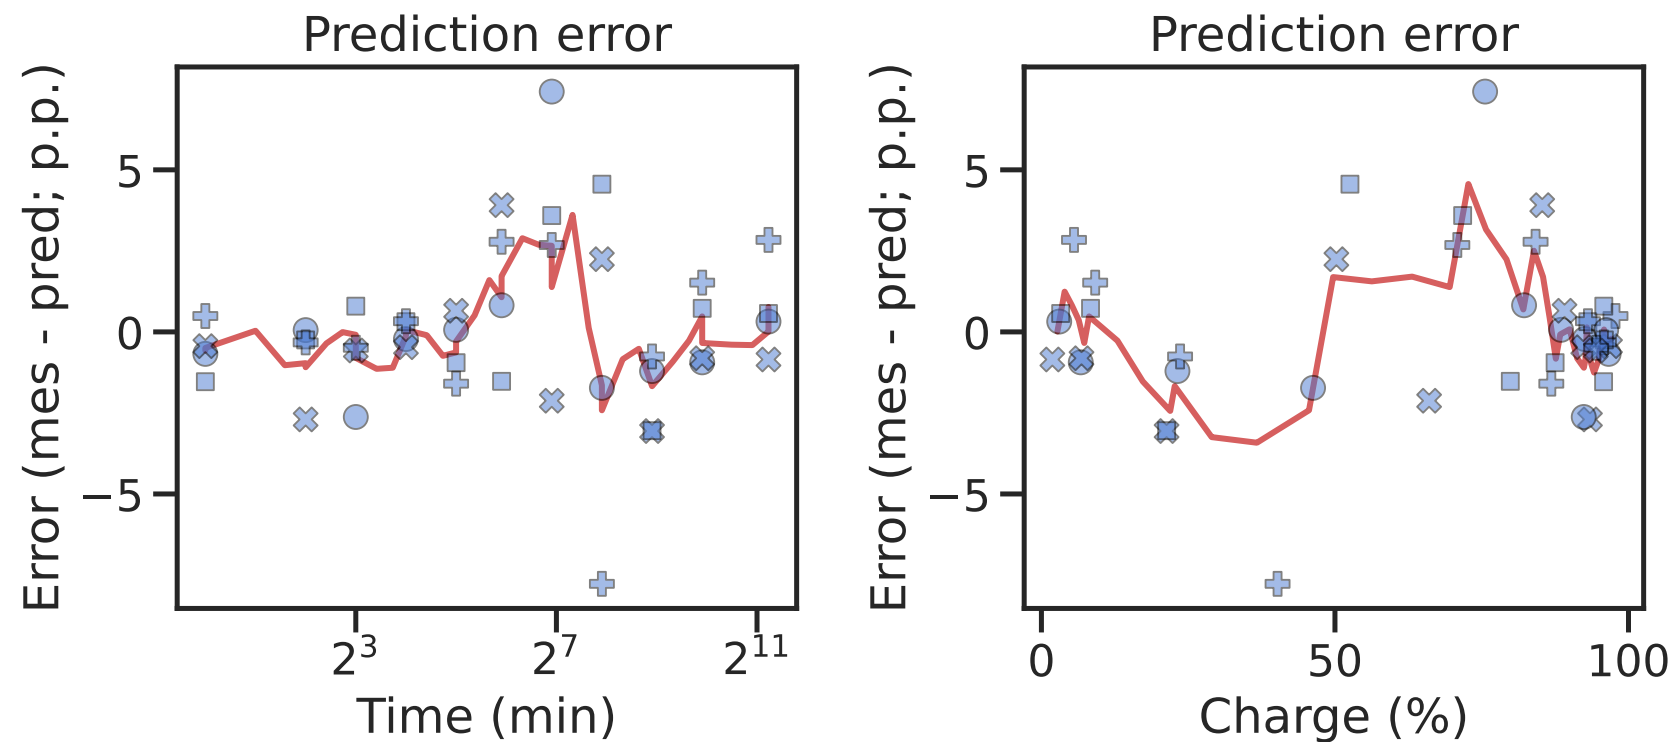 Prediction error
Error (mes - pred; p.p.)
5
0
−5
2³
2⁷
2¹¹
Time (min)
Prediction error
Error (mes - pred; p.p.)
5
0
−5
0
50
100
Charge (%)